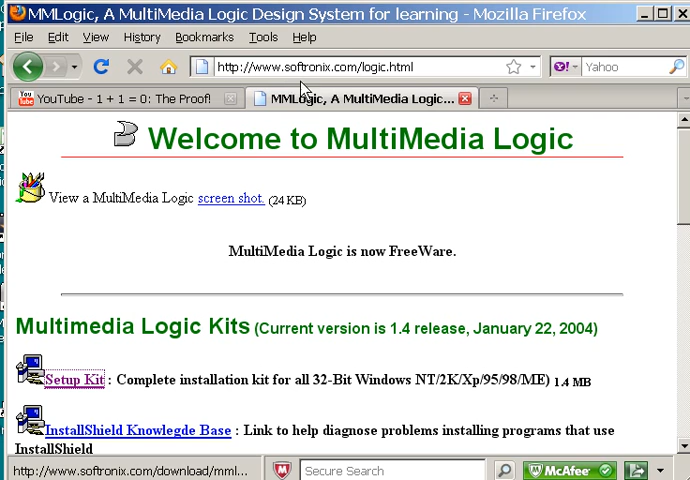 MMLogic, A MultiMedia Logic Design System for learning - Mozilla Firefox
File Edit View History Bookmarks Tools Help
http://www.softronix.com/logic.html
Y! Yahoo
You Tube YouTube - 1 + 1 = 0: The Proof!
MMLogic, A MultiMedia Logic...
Welcome to MultiMedia Logic
View a MultiMedia Logic screen shot. (24 KB)
MultiMedia Logic is now FreeWare.
Multimedia Logic Kits (Current version is 1.4 release, January 22, 2004)
Setup Kit : Complete installation kit for all 32-Bit Windows NT/2K/Xp/95/98/ME) 1.4 MB
InstallShield Knowlegde Base : Link to help diagnose problems installing programs that use
InstallShield
http://www.softronix.com/download/mml...
Secure Search
McAfee